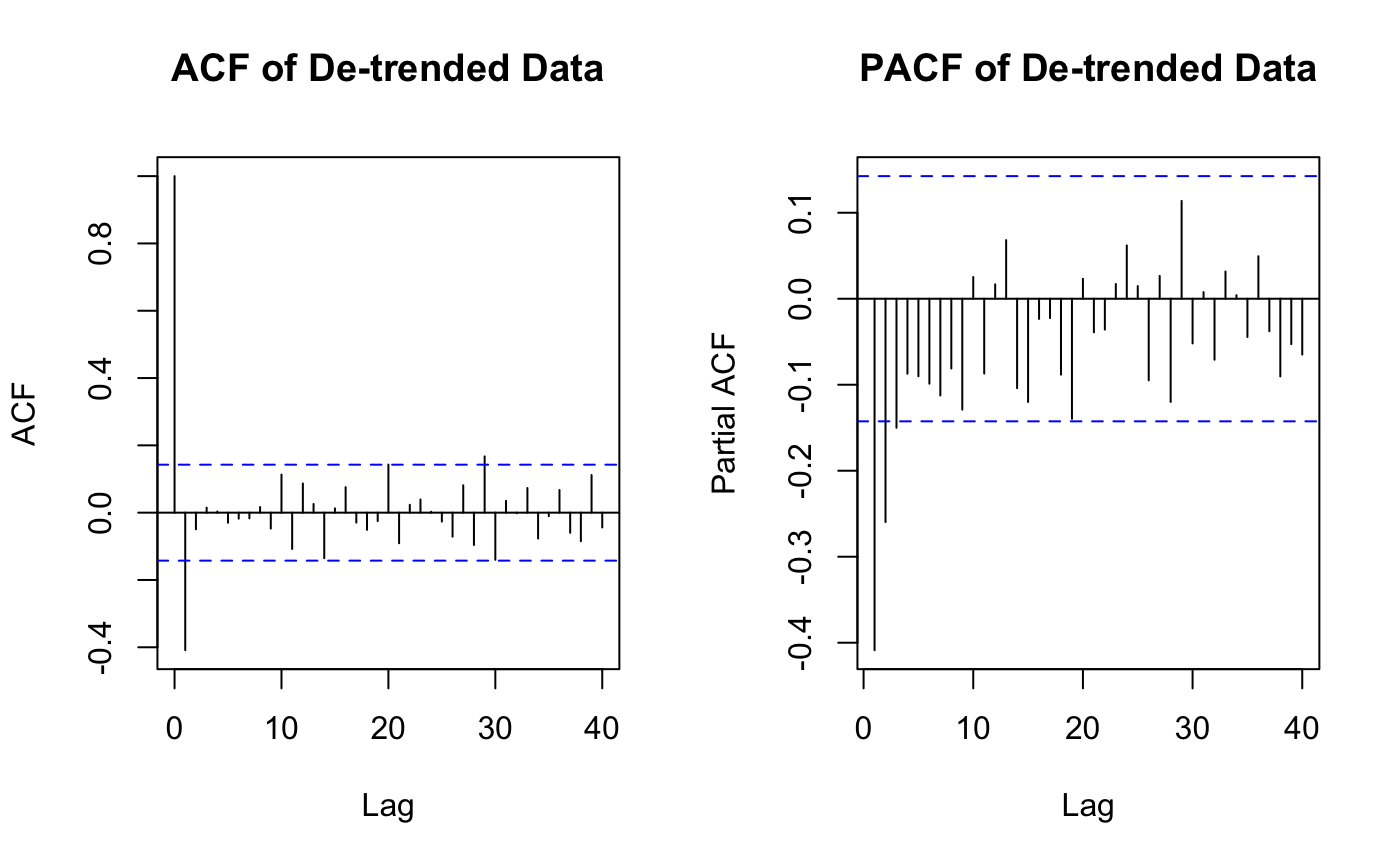 ACF of De-trended Data
ACF
0.8
0.4
0.0
-0.4
0 10 20 30 40
Lag
PACF of De-trended Data
Partial ACF
0.1
0.0
-0.1
-0.2
-0.3
-0.4
0 10 20 30 40
Lag